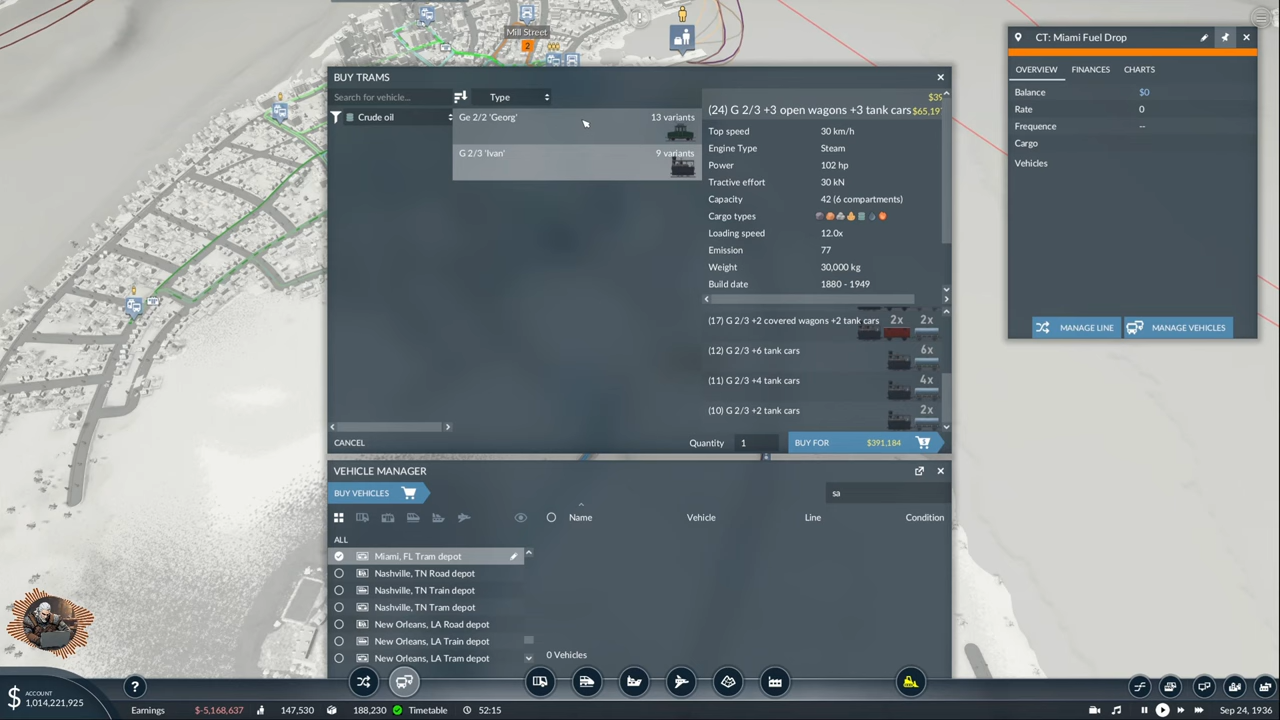 Mill Street
2
CT: Miami Fuel Drop
OVERVIEW FINANCES CHARTS
Balance $0
Rate 0
Frequence --
Cargo
Vehicles
MANAGE LINE MANAGE VEHICLES
BUY TRAMS
Search for vehicle... Type
Crude oil
Ge 2/2 'Georg' 13 variants
G 2/3 'Ivan' 9 variants
(24) G 2/3 +3 open wagons +3 tank cars
Top speed 30 km/h
Engine Type Steam
Power 102 hp
Tractive effort 30 kN
Capacity 42 (6 compartments)
Cargo types
Loading speed 12.0x
Emission 77
Weight 30,000 kg
Build date 1880 - 1949
(17) G 2/3 +2 covered wagons +2 tank cars 2x 2x
(12) G 2/3 +6 tank cars 6x
(11) G 2/3 +4 tank cars 4x
(10) G 2/3 +2 tank cars 2x
CANCEL Quantity 1 BUY FOR $391,184
VEHICLE MANAGER
BUY VEHICLES sa
Name Vehicle Line Condition
ALL
Miami, FL Tram depot
Nashville, TN Road depot
Nashville, TN Train depot
Nashville, TN Tram depot
New Orleans, LA Road depot
New Orleans, LA Train depot
New Orleans, LA Tram depot
0 Vehicles
$ ACCOUNT
1,014,221,925
?
Earnings $-5,168,637 147,530 188,230 Timetable 52:15 Sep 24, 1936